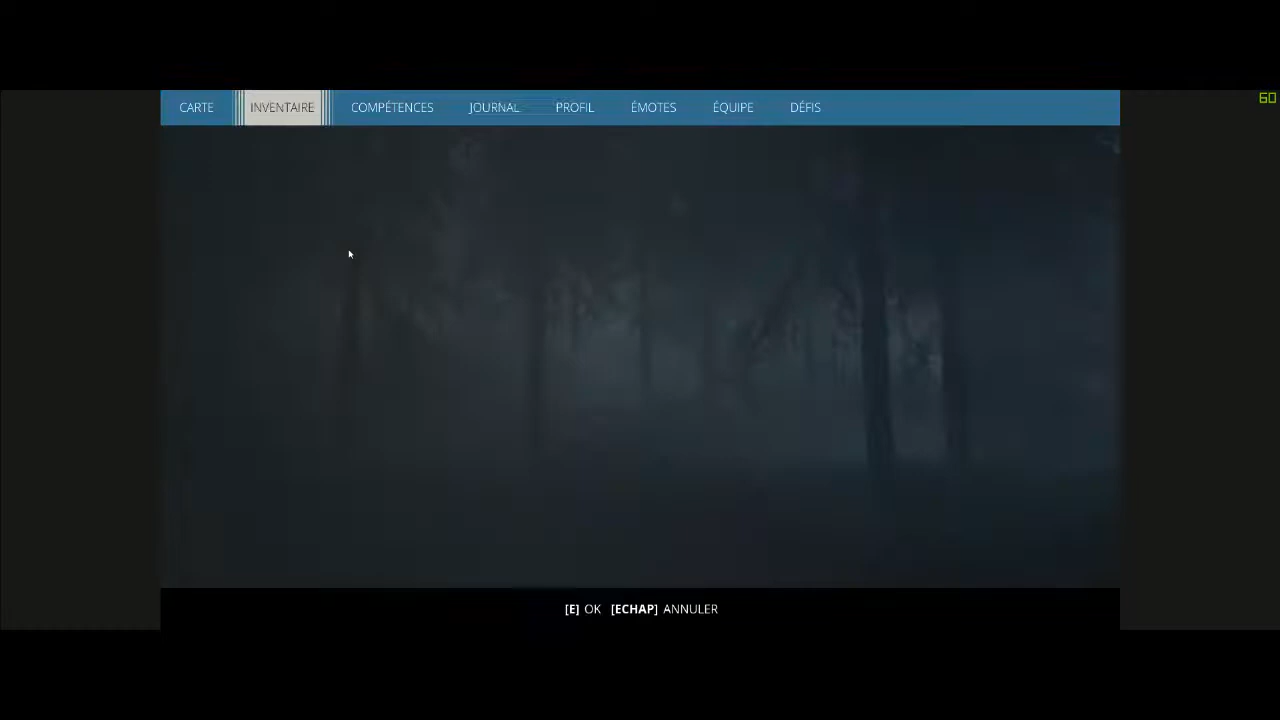 60
CARTE INVENTAIRE COMPÉTENCES JOURNAL PROFIL ÉMOTES ÉQUIPE DÉFIS
[E] OK [ECHAP] ANNULER